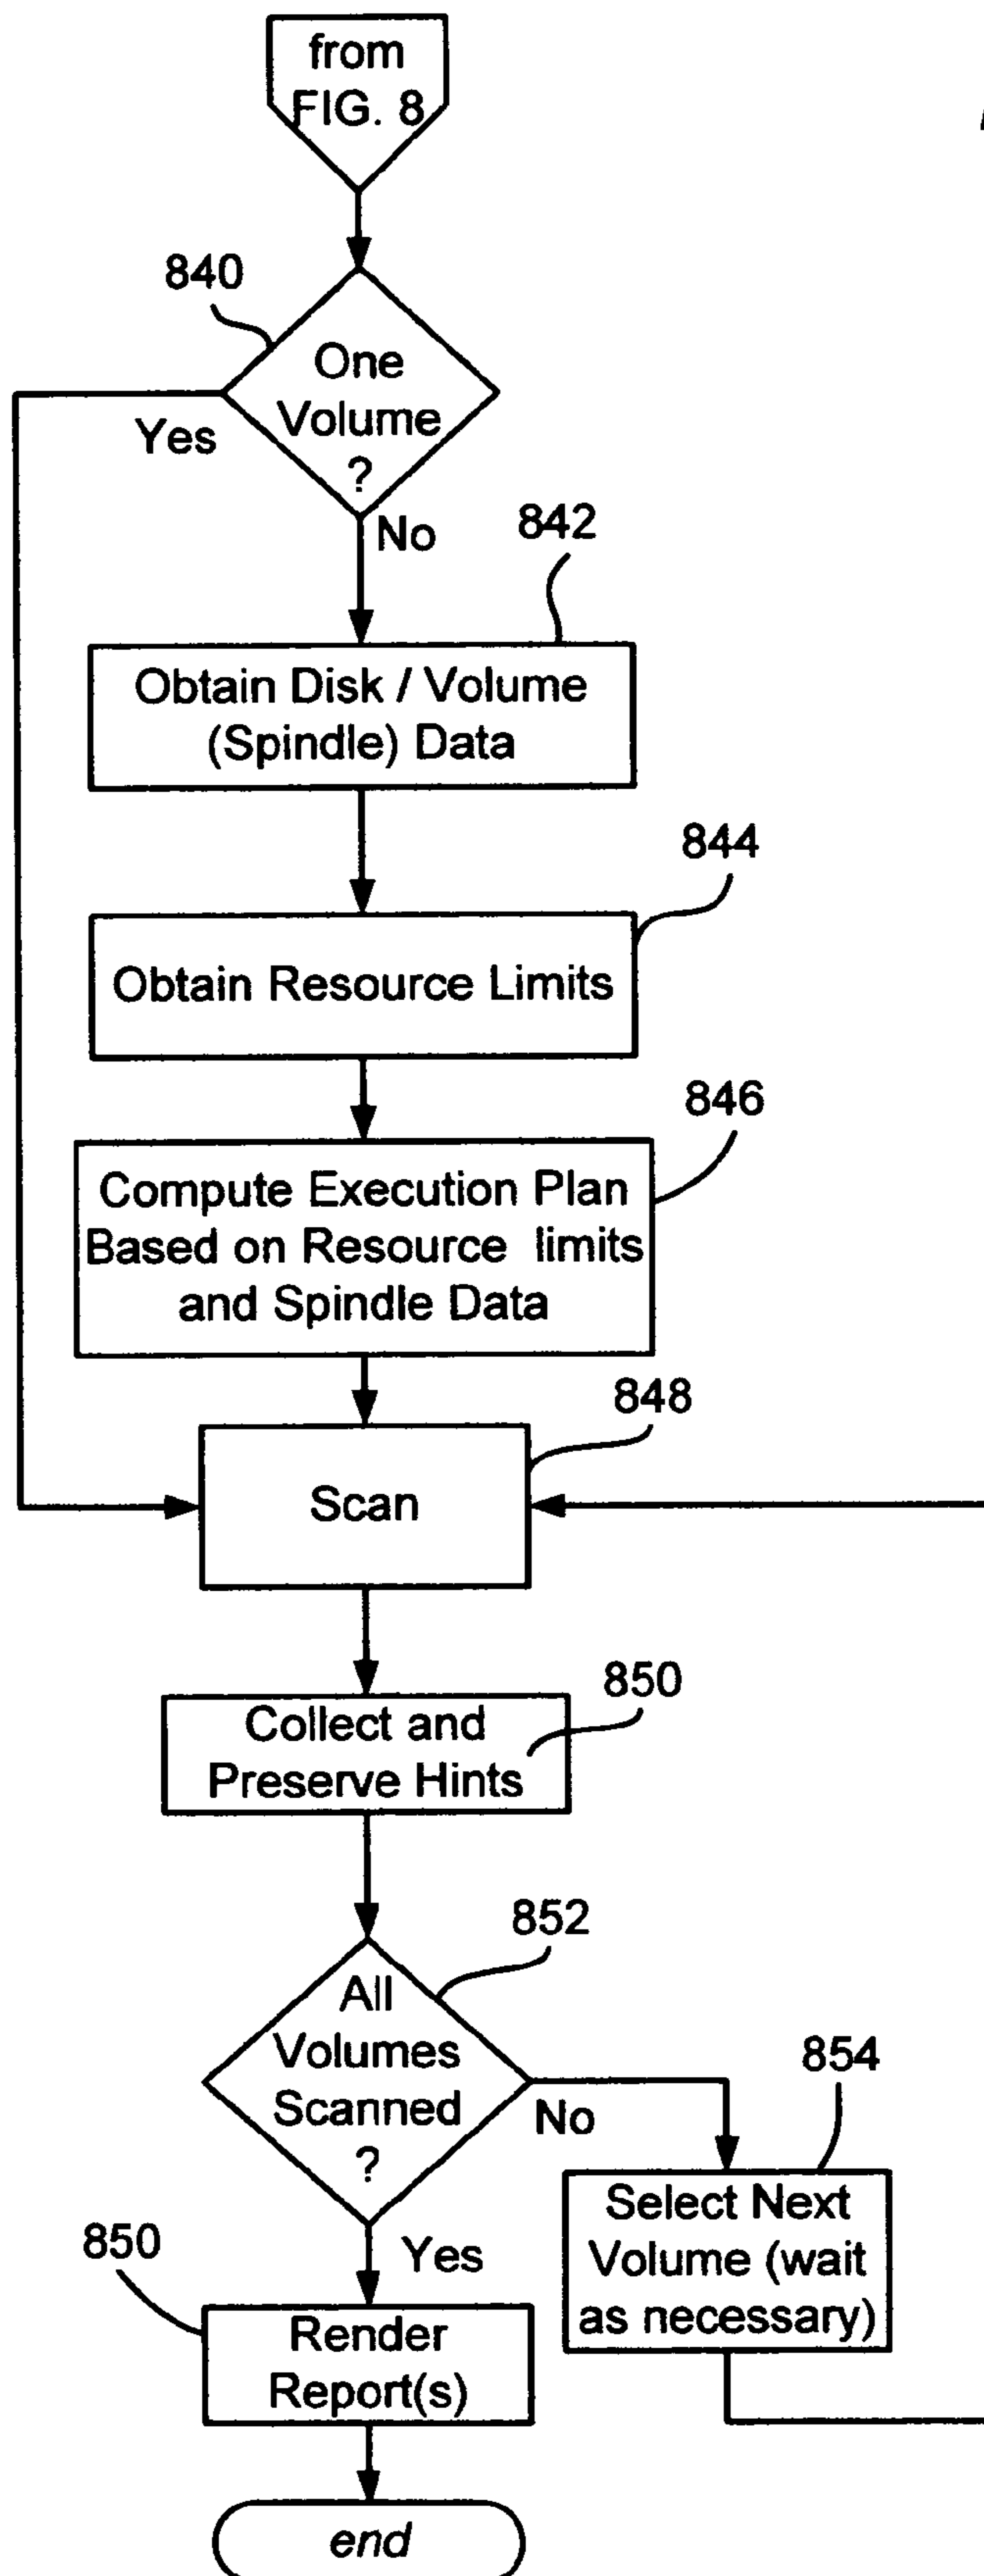 from
FIG. 8
840
One
Volume
?
Yes
No
842
Obtain Disk / Volume
(Spindle) Data
844
Obtain Resource Limits
846
Compute Execution Plan
Based on Resource limits
and Spindle Data
848
Scan
850
Collect and
Preserve Hints
852
All
Volumes
Scanned
?
No
854
Select Next
Volume (wait
as necessary)
Yes
850
Render
Report(s)
end